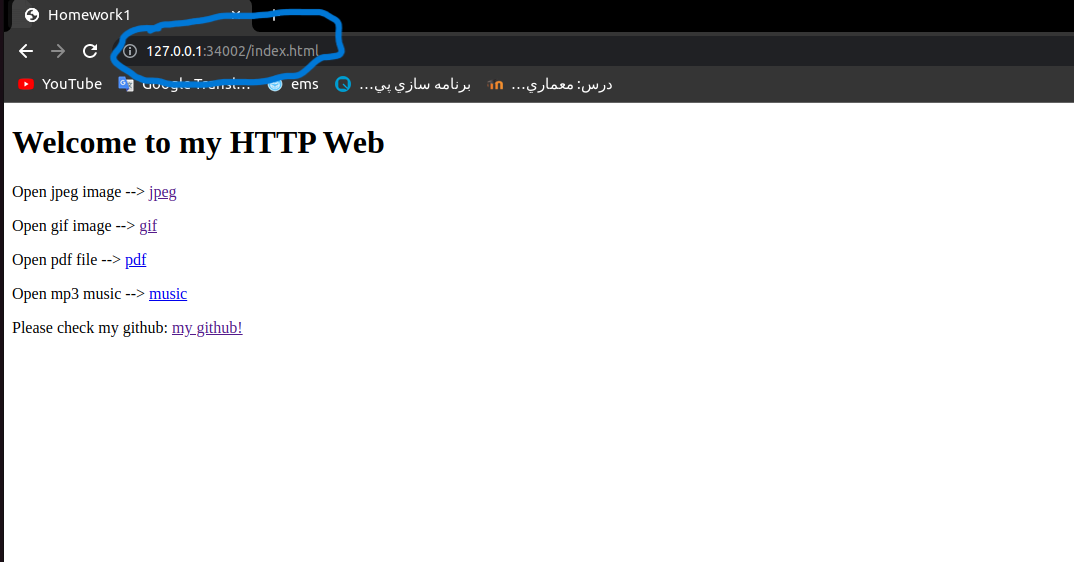 Homework1
127.0.0.1:34002/index.html
YouTube Google Transl... ems برنامه سازي پي... درس: معماري...
Welcome to my HTTP Web
Open jpeg image --> jpeg
Open gif image --> gif
Open pdf file --> pdf
Open mp3 music --> music
Please check my github: my github!